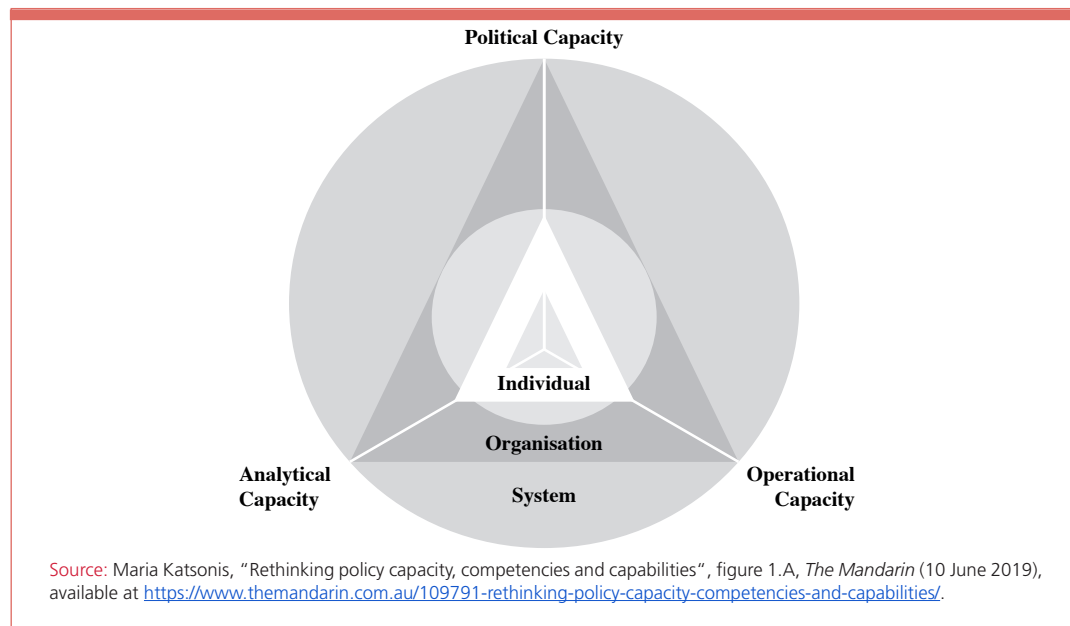 Political Capacity
Individual
Organisation
Analytical
Capacity
System
Operational
Capacity
Source: Maria Katsonis, “Rethinking policy capacity, competencies and capabilities“, figure 1.A, The Mandarin (10 June 2019),
available at https://www.themandarin.com.au/109791-rethinking-policy-capacity-competencies-and-capabilities/.